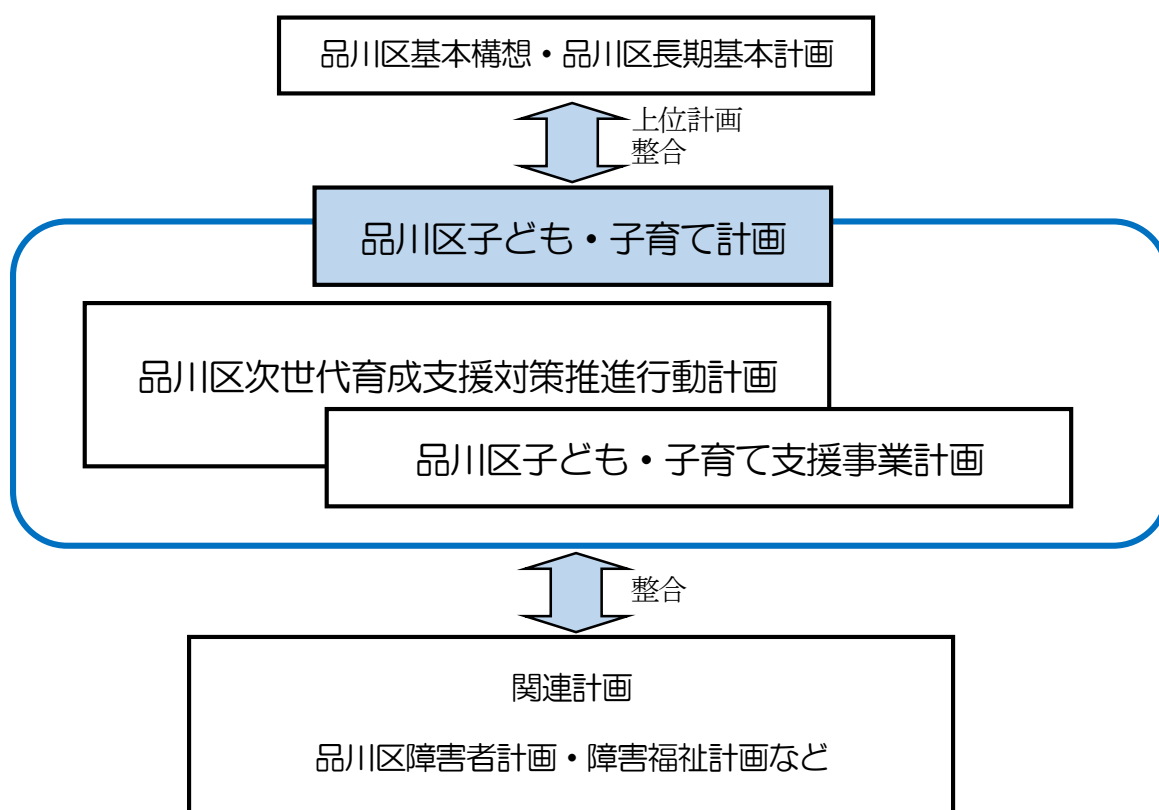 品川区基本構想・品川区長期基本計画
上位計画
整合
品川区子ども・子育て計画
品川区次世代育成支援対策推進行動計画
品川区子ども・子育て支援事業計画
整合
関連計画
品川区障害者計画・障害福祉計画など